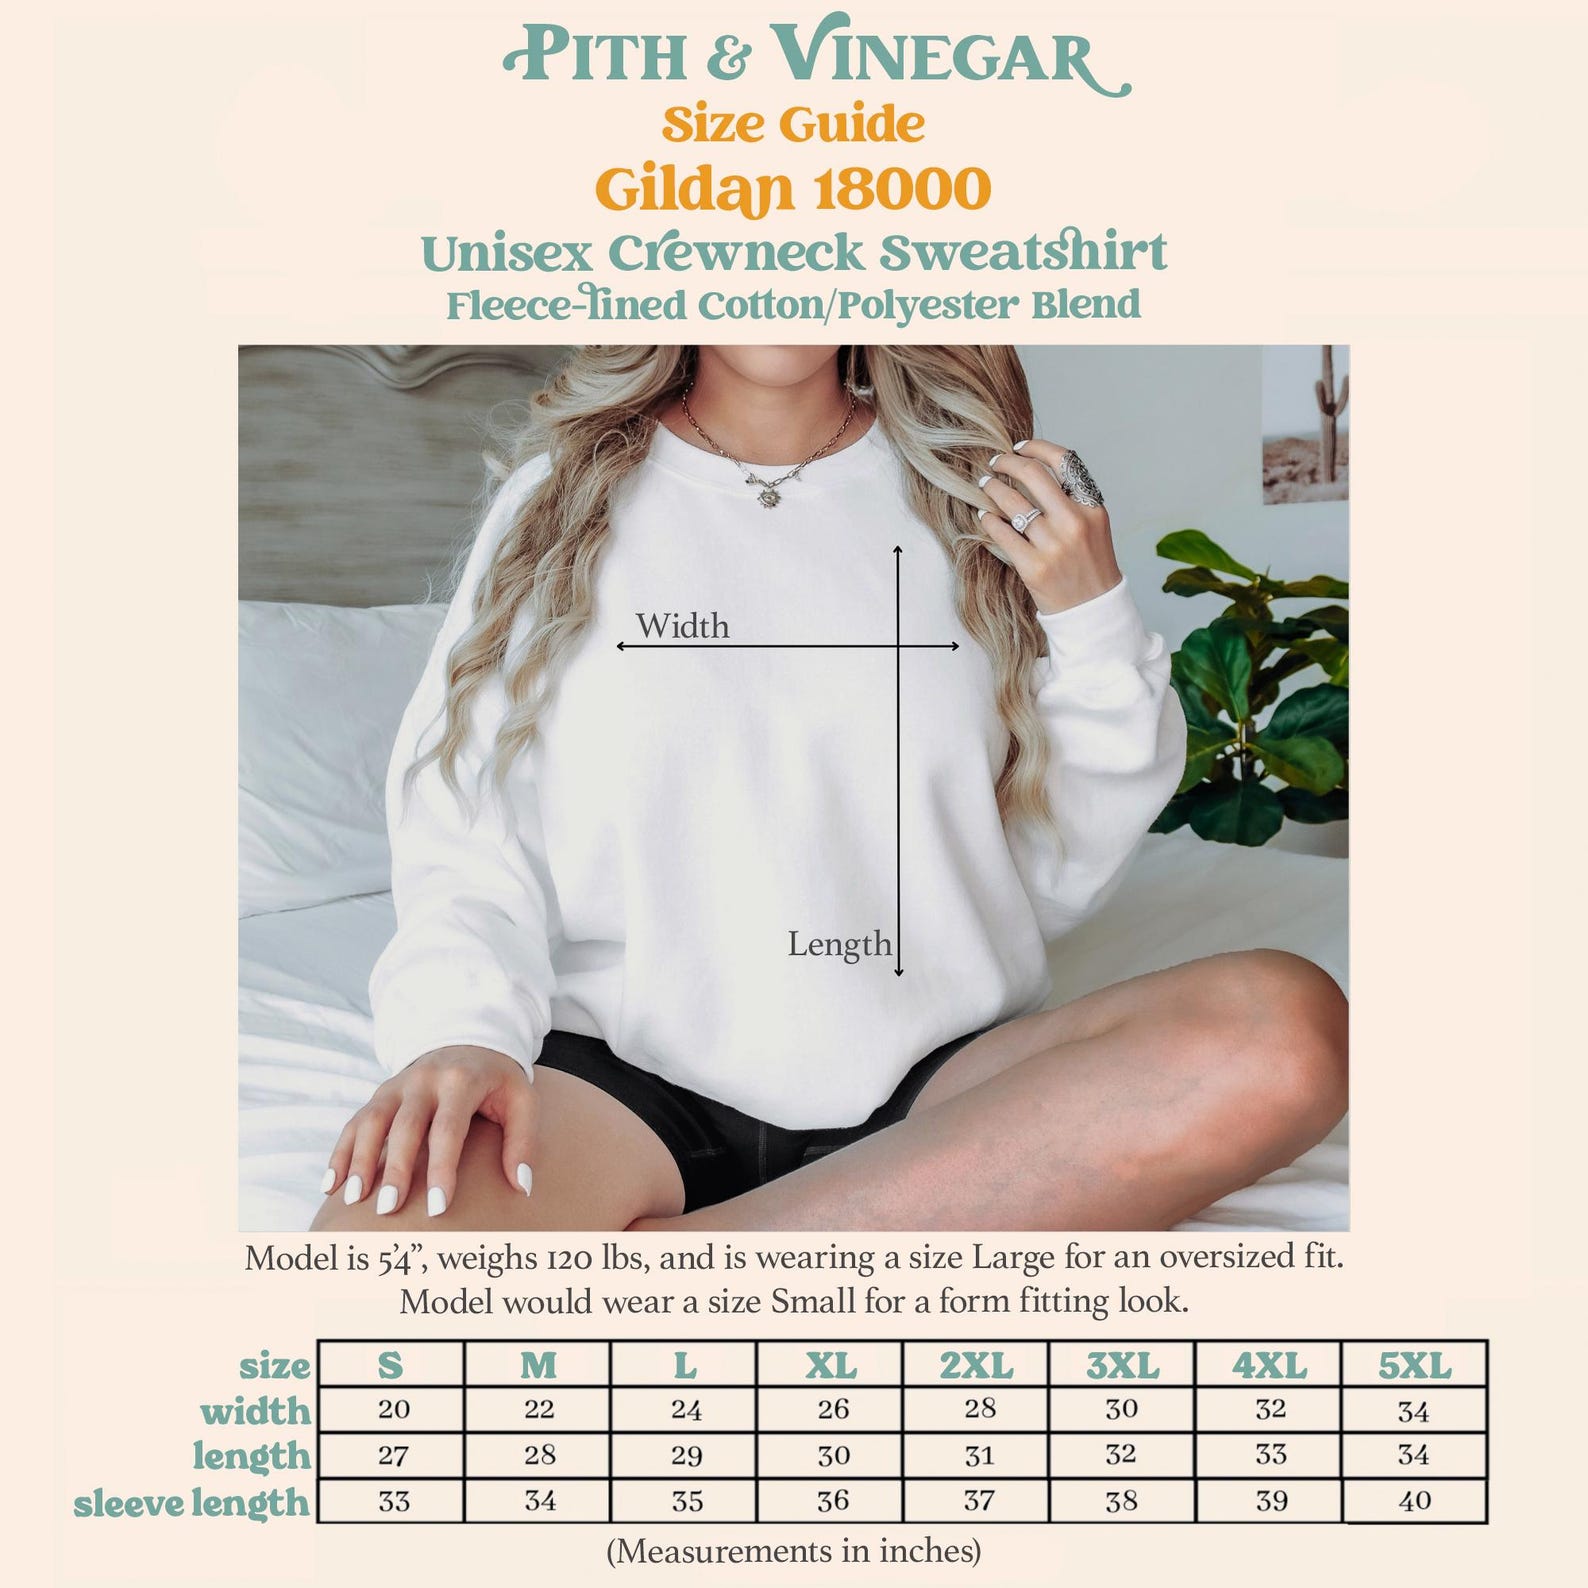 Pith & Vinegar
Size Guide
Gildan 18000
Unisex Crewneck Sweatshirt
Fleece-lined Cotton/Polyester Blend
Width
Length
Model is 5'4”, weighs 120 lbs, and is wearing a size Large for an oversized fit.
Model would wear a size Small for a form fitting look.
size S M L XL 2XL 3XL 4XL 5XL
width 20 22 24 26 28 30 32 34
length 27 28 29 30 31 32 33 34
sleeve length 33 34 35 36 37 38 39 40
(Measurements in inches)